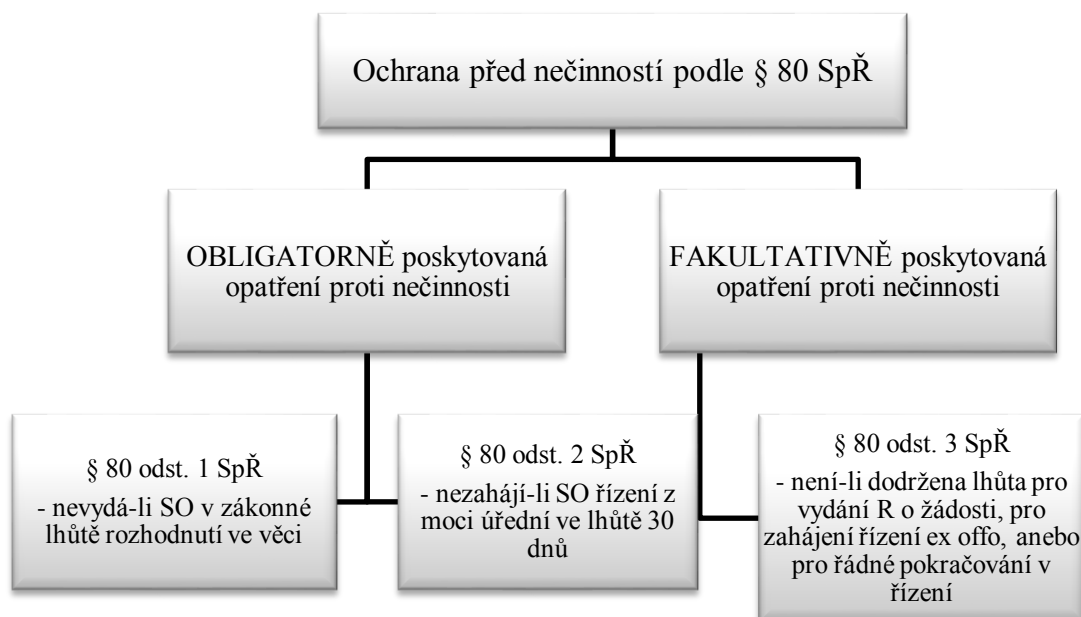 Ochrana před nečinností podle § 80 SpŘ
OBLIGATORNĚ poskytovaná
opatření proti nečinnosti
FAKULTATIVNĚ poskytovaná
opatření proti nečinnosti
§ 80 odst. 1 SpŘ
- nevydá-li SO v zákonné
lhůtě rozhodnutí ve věci
§ 80 odst. 2 SpŘ
- nezahájí-li SO řízení z
moci úřední ve lhůtě 30
dnů
§ 80 odst. 3 SpŘ
- není-li dodržena lhůta pro
vydání R o žádosti, pro
zahájení řízení ex offo, anebo
pro řádné pokračování v
řízení